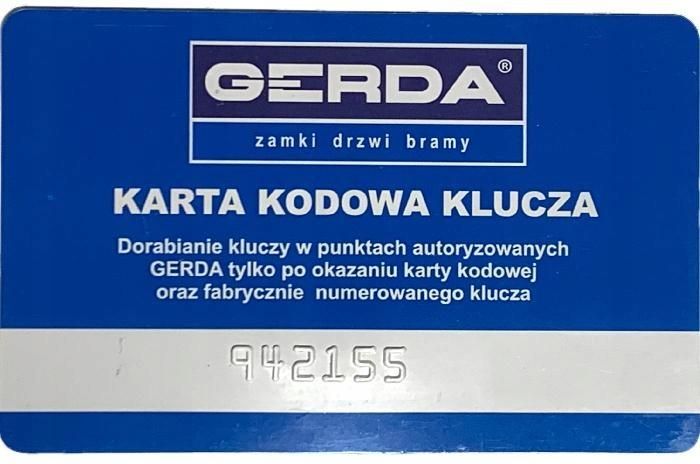 GERDA®
zamki drzwi bramy
KARTA KODOWA KLUCZA
Dorabianie kluczy w punktach autoryzowanych
GERDA tylko po okazaniu karty kodowej
oraz fabrycznie numerowanego klucza
942155